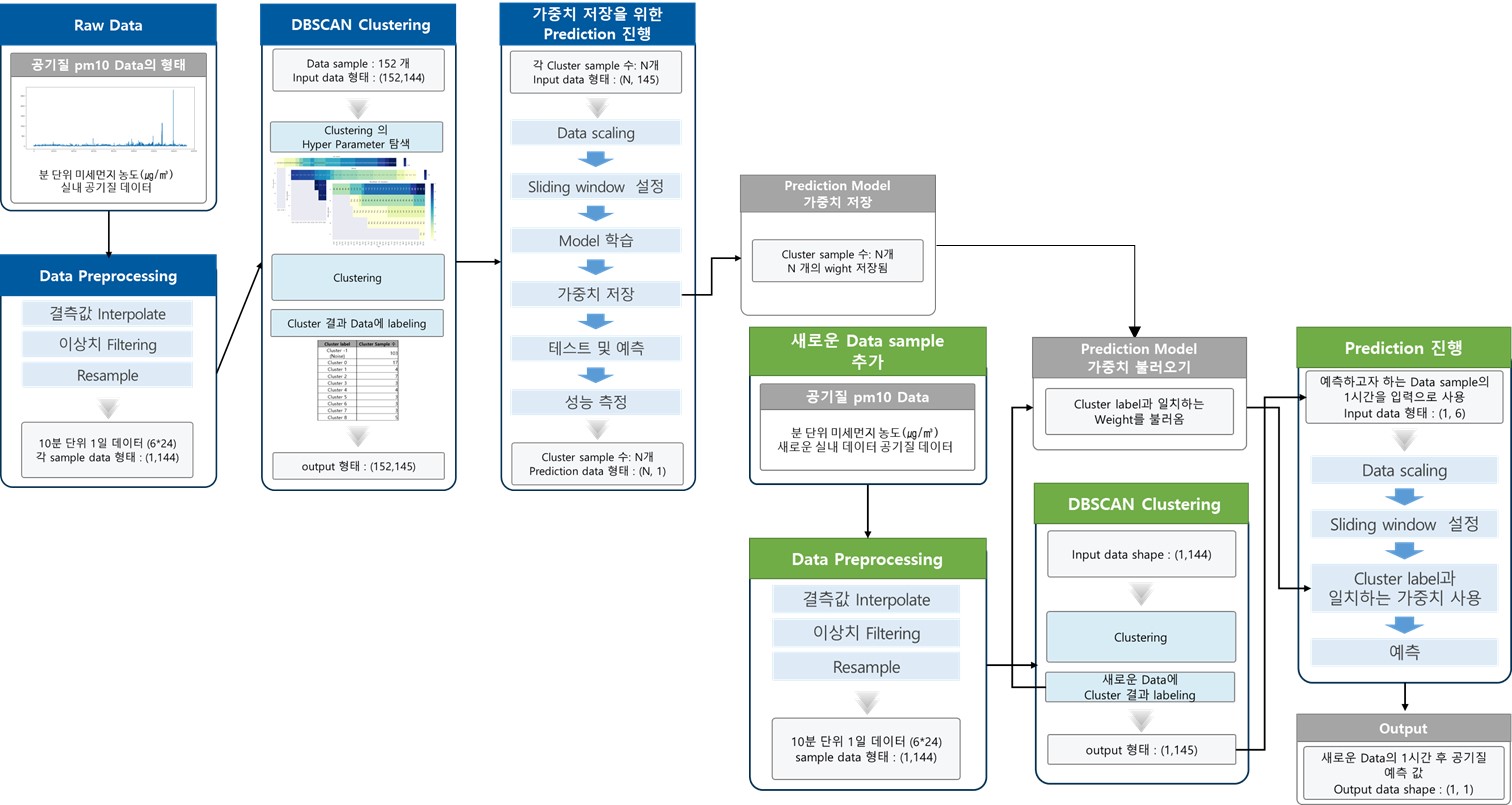 Raw Data
공기질 pm10 Data의 형태
분 단위 미세먼지 농도(㎍/㎥)
실내 공기질 데이터
Data Preprocessing
결측값 Interpolate
이상치 Filtering
Resample
10분 단위 1일 데이터 (6*24)
각 sample data 형태 : (1,144)
DBSCAN Clustering
Data sample : 152 개
Input data 형태 : (152,144)
Clustering 의
Hyper Parameter 탐색
Clustering
Cluster 결과 Data에 labeling
Cluster label
Cluster Sample 수
Cluster -1
(Noise)
103
Cluster 0
17
Cluster 1
4
Cluster 2
7
Cluster 3
3
Cluster 4
4
Cluster 5
3
Cluster 6
3
Cluster 7
3
Cluster 8
5
output 형태 : (152,145)
가중치 저장을 위한
Prediction 진행
각 Cluster sample 수: N개
Input data 형태 : (N, 145)
Data scaling
Sliding window 설정
Model 학습
가중치 저장
테스트 및 예측
성능 측정
Cluster sample 수: N개
Prediction data 형태 : (N, 1)
Prediction Model
가중치 저장
Cluster sample 수: N개
N 개의 wight 저장됨
새로운 Data sample
추가
공기질 pm10 Data
분 단위 미세먼지 농도(㎍/㎥)
새로운 실내 데이터 공기질 데이터
Data Preprocessing
결측값 Interpolate
이상치 Filtering
Resample
10분 단위 1일 데이터 (6*24)
sample data 형태 : (1,144)
Prediction Model
가중치 불러오기
Cluster label과 일치하는
Weight를 불러옴
DBSCAN Clustering
Input data shape : (1,144)
Clustering
새로운 Data에
Cluster 결과 labeling
output 형태 : (1,145)
Prediction 진행
예측하고자 하는 Data sample의
1시간을 입력으로 사용
Input data 형태 : (1, 6)
Data scaling
Sliding window 설정
Cluster label과
일치하는 가중치 사용
예측
Output
새로운 Data의 1시간 후 공기질
예측 값
Output data shape : (1, 1)